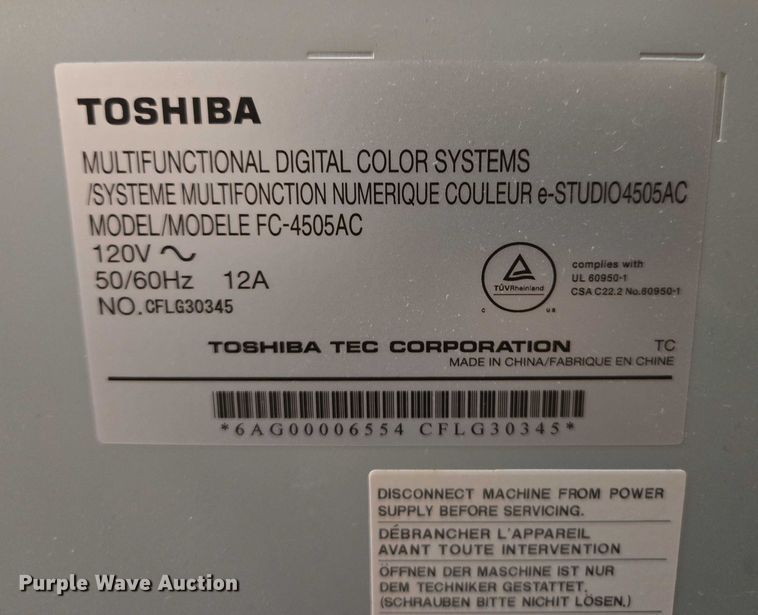 TOSHIBA
MULTIFUNCTIONAL DIGITAL COLOR SYSTEMS
/SYSTEME MULTIFONCTION NUMERIQUE COULEUR e-STUDIO4505AC
MODEL/MODELE FC-4505AC
120V
50/60Hz 12A
NO. CFLG30345
TÜVRheinland
C US
complies with
UL 60950-1
CSA C22.2 No.60950-1
TOSHIBA TEC CORPORATION TC
MADE IN CHINA/FABRIQUE EN CHINE
*6AG00006554 CFLG30345*
DISCONNECT MACHINE FROM POWER
SUPPLY BEFORE SERVICING.
DÉBRANCHER L'APPAREIL
AVANT TOUTE INTERVENTION
ÖFFNEN DER MASCHINE IST NUR
DEM TECHNIKER GESTATTET.
(SCHRAUBEN BITTE NICHIT LÖSEN.)
Purple Wave Auction